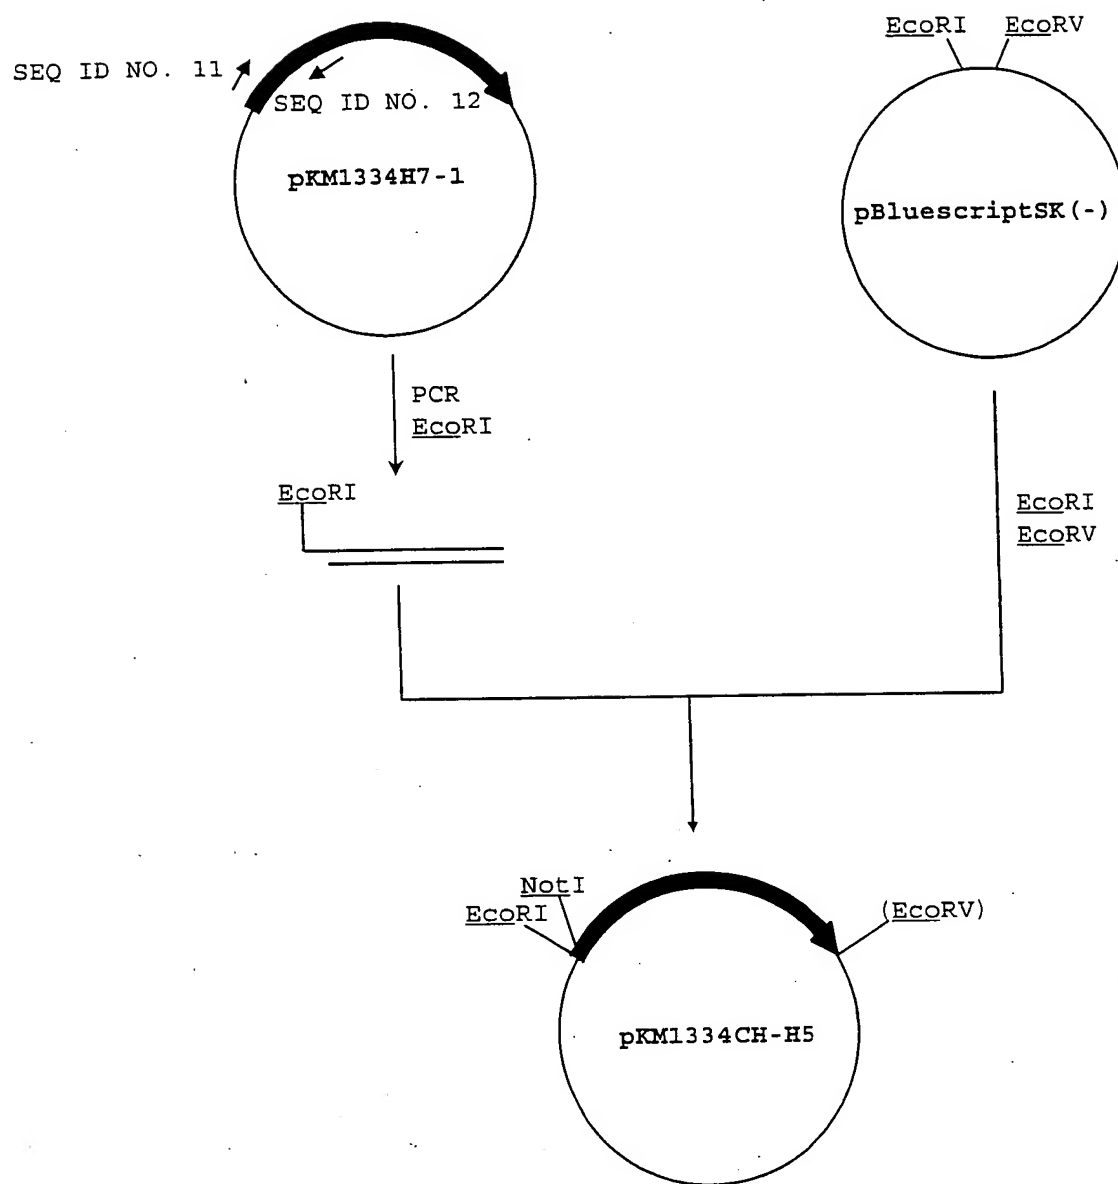 EcoRI EcoRV
SEQ ID NO. 11
SEQ ID NO. 12
pKM1334H7-1
pBluescriptSK(-)
PCR
EcoRI
EcoRI
EcoRI
EcoRV
NotI
EcoRI
(EcoRV)
pKM1334CH-H5